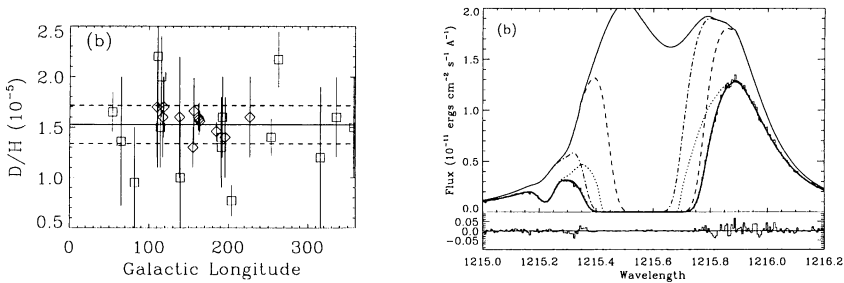 (b)
2.5
2.0
1.5
1.0
0.5
D/H (10⁻⁵)
0 100 200 300
Galactic Longitude
(b)
2.0
1.5
1.0
0.5
0.0
0.05
0.00
-0.05
Flux (10⁻¹¹ ergs cm⁻² s⁻¹ A⁻¹)
1215.0 1215.2 1215.4 1215.6 1215.8 1216.0 1216.2
Wavelength